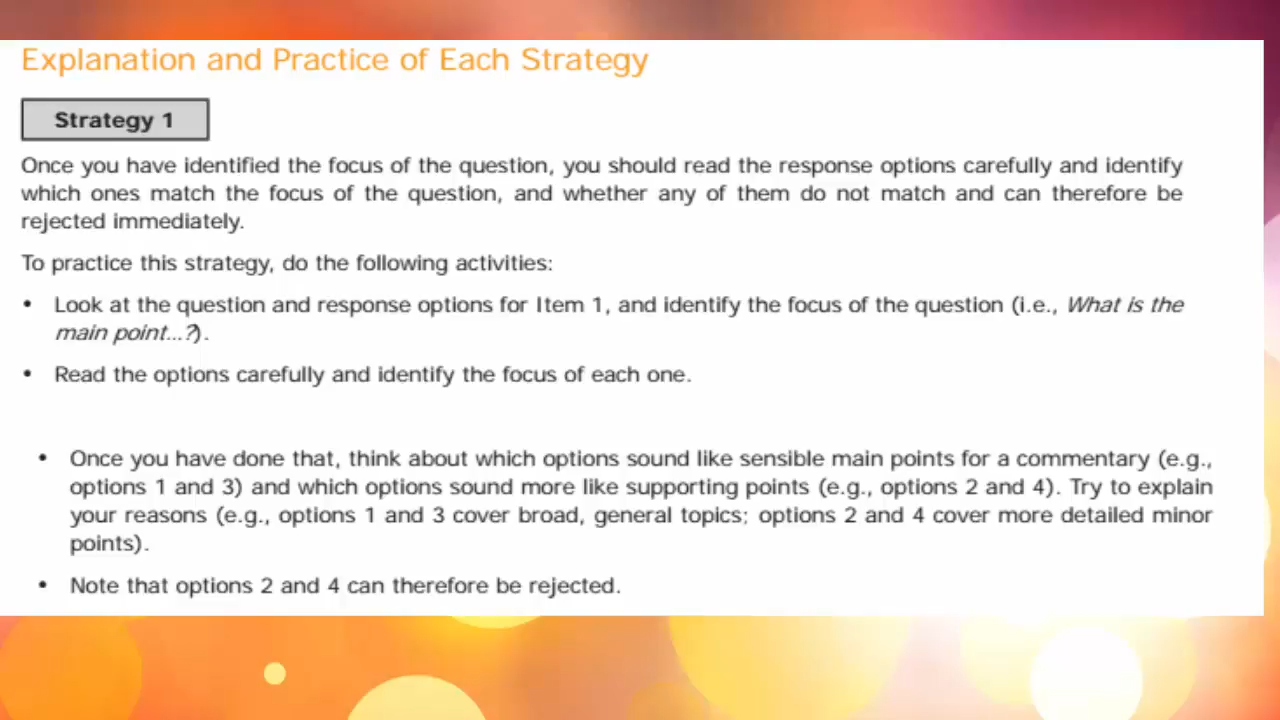 Explanation and Practice of Each Strategy
Strategy 1
Once you have identified the focus of the question, you should read the response options carefully and identify
which ones match the focus of the question, and whether any of them do not match and can therefore be
rejected immediately.
To practice this strategy, do the following activities:
• Look at the question and response options for Item 1, and identify the focus of the question (i.e., What is the
main point...?).
• Read the options carefully and identify the focus of each one.
• Once you have done that, think about which options sound like sensible main points for a commentary (e.g.,
options 1 and 3) and which options sound more like supporting points (e.g., options 2 and 4). Try to explain
your reasons (e.g., options 1 and 3 cover broad, general topics; options 2 and 4 cover more detailed minor
points).
• Note that options 2 and 4 can therefore be rejected.